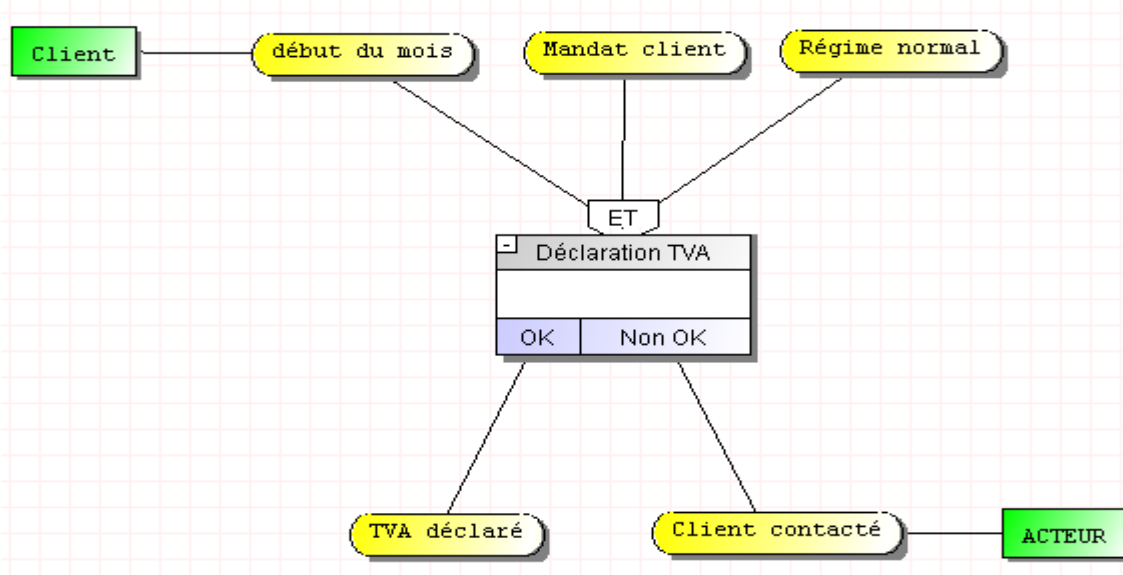 Client
début du mois
Mandat client
Régime normal
ET
-
Déclaration TVA
OK
Non OK
TVA déclaré
Client contacté
ACTEUR